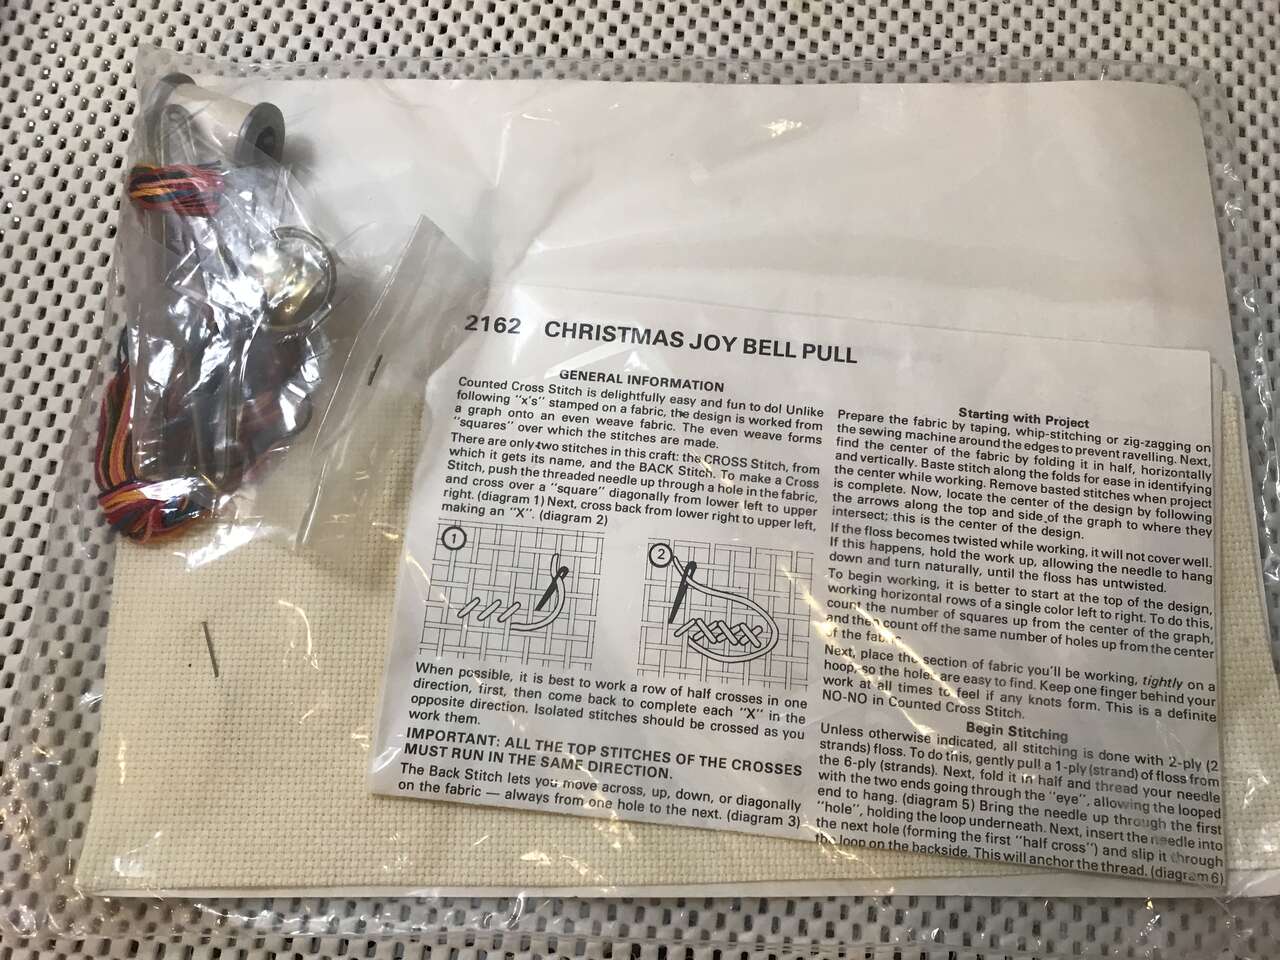 2162 CHRISTMAS JOY BELL PULL
GENERAL INFORMATION
Counted Cross Stitch is delightfully easy and fun to do! Unlike
following "x's" stamped on a fabric, the design is worked from
a graph onto an even weave fabric. The even weave forms
"squares" over which the stitches are made.
There are only two stitches in this craft: the CROSS Stitch, from
which it gets its name, and the BACK Stitch. To make a Cross
Stitch, push the threaded needle up through a hole in the fabric,
and cross over a "square" diagonally from lower left to upper
right. (diagram 1) Next, cross back from lower right to upper left,
making an "X". (diagram 2)
1
2
When possible, it is best to work a row of half crosses in one
direction, first, then come back to complete each "X" in the
opposite direction. Isolated stitches should be crossed as you
work them.
IMPORTANT: ALL THE TOP STITCHES OF THE CROSSES
MUST RUN IN THE SAME DIRECTION.
The Back Stitch lets you move across, up, down, or diagonally
on the fabric — always from one hole to the next. (diagram 3)
Starting with Project
Prepare the fabric by taping, whip-stitching or zig-zagging on
the sewing machine around the edges to prevent ravelling. Next,
find the center of the fabric by folding it in half, horizontally
and vertically. Baste stitch along the folds for ease in identifying
the center while working. Remove basted stitches when project
is complete. Now, locate the center of the design by following
the arrows along the top and side of the graph to where they
intersect; this is the center of the design.
If the floss becomes twisted while working, it will not cover well.
If this happens, hold the work up, allowing the needle to hang
down and turn naturally, until the floss has untwisted.
To begin working, it is better to start at the top of the design,
working horizontal rows of a single color left to right. To do this,
count the number of squares up from the center of the graph,
and then count off the same number of holes up from the center
of the fabric.
Next, place the section of fabric you'll be working, tightly on a
hoop, so the holes are easy to find. Keep one finger behind your
work at all times to feel if any knots form. This is a definite
NO-NO in Counted Cross Stitch.
Begin Stitching
Unless otherwise indicated, all stitching is done with 2-ply (2
strands) floss. To do this, gently pull a 1-ply (strand) of floss from
the 6-ply (strands). Next, fold it in half and thread your needle
with the two ends going through the "eye", allowing the looped
end to hang. (diagram 5) Bring the needle up through the first
"hole", holding the loop underneath. Next, insert the needle into
the next hole (forming the first "half cross") and slip it through
the loop on the backside. This will anchor the thread. (diagram 6)